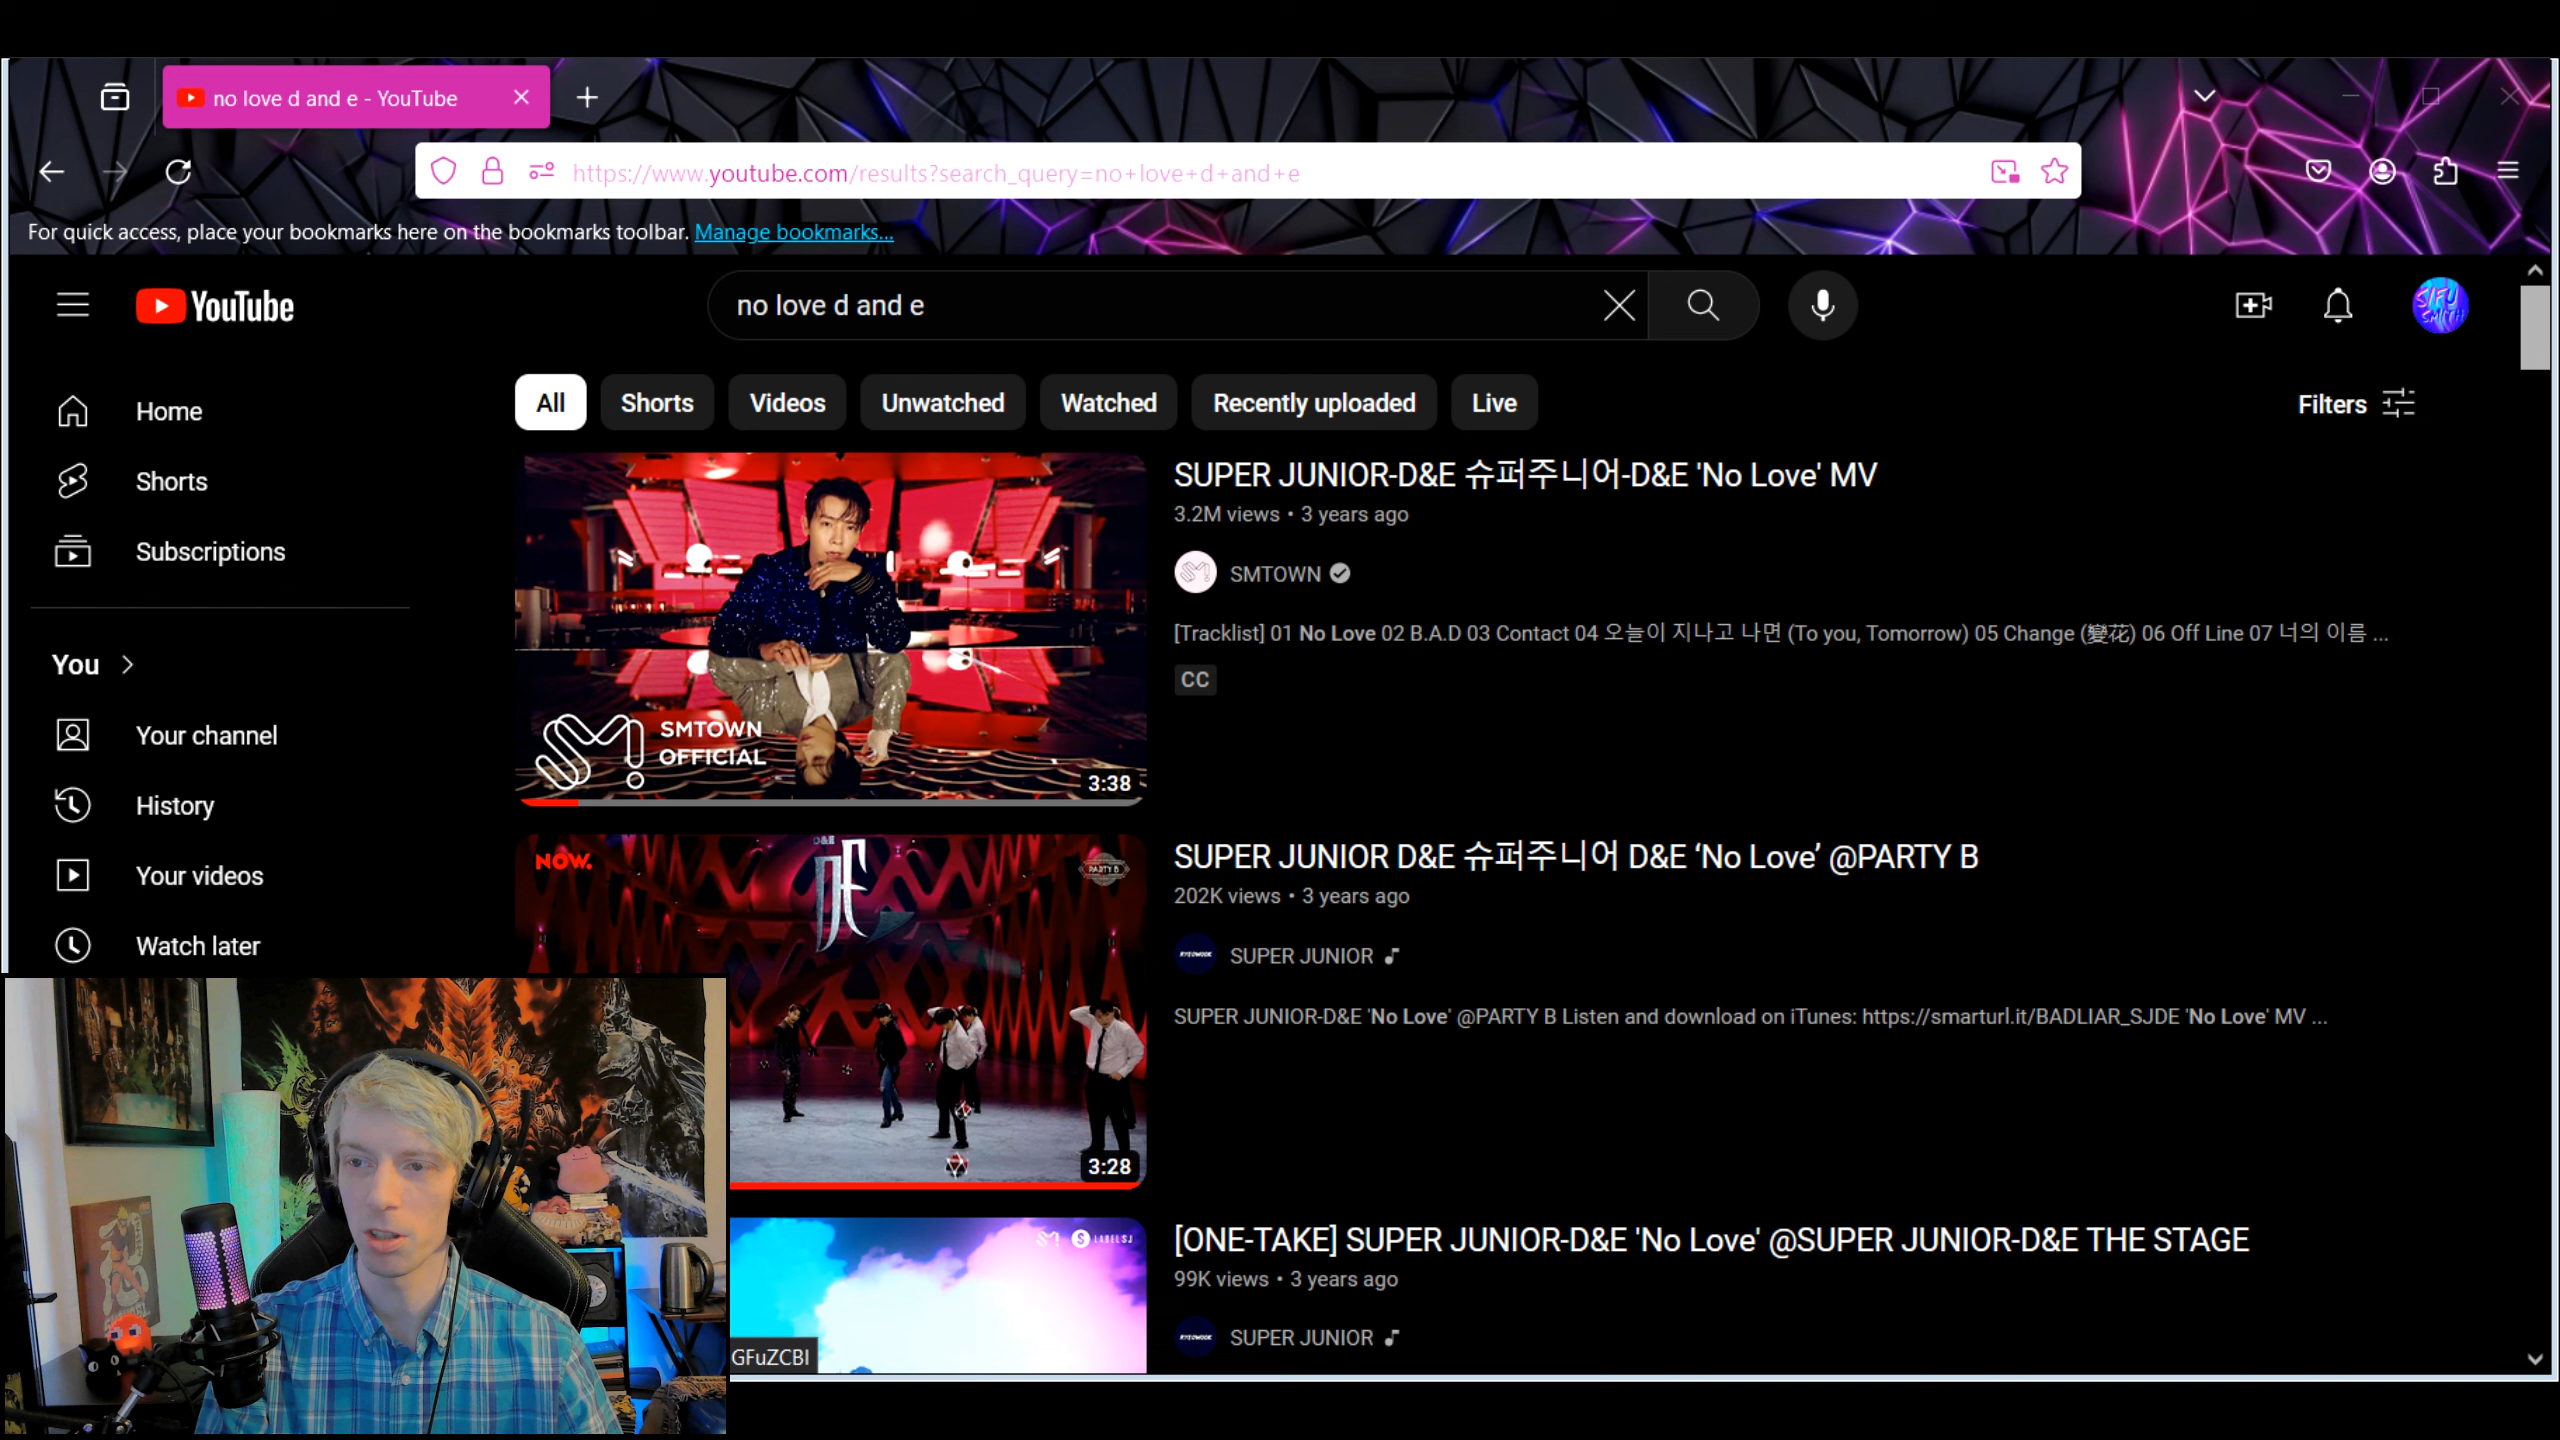 no love d and e - YouTube
https://www.youtube.com/results?search_query=no+love+d+and+e
For quick access, place your bookmarks here on the bookmarks toolbar. Manage bookmarks...
YouTube
no love d and e
SIFU SMITH
All Shorts Videos Unwatched Watched Recently uploaded Live
Filters
Home
Shorts
Subscriptions
You
Your channel
History
Your videos
Watch later
SMTOWN
OFFICIAL
3:38
SUPER JUNIOR-D&E 슈퍼주니어-D&E 'No Love' MV
3.2M views • 3 years ago
SMTOWN
[Tracklist] 01 No Love 02 B.A.D 03 Contact 04 오늘이 지나고 나면 (To you, Tomorrow) 05 Change (變花) 06 Off Line 07 너의 이름 ...
CC
NOW.
D&E
PARTY B
3:28
SUPER JUNIOR D&E 슈퍼주니어 D&E ‘No Love’ @PARTY B
202K views • 3 years ago
RYEOWOOK
SUPER JUNIOR
SUPER JUNIOR-D&E 'No Love' @PARTY B Listen and download on iTunes: https://smarturl.it/BADLIAR_SJDE 'No Love' MV ...
LABELSJ
GFuZCBl
[ONE-TAKE] SUPER JUNIOR-D&E 'No Love' @SUPER JUNIOR-D&E THE STAGE
99K views • 3 years ago
RYEOWOOK
SUPER JUNIOR